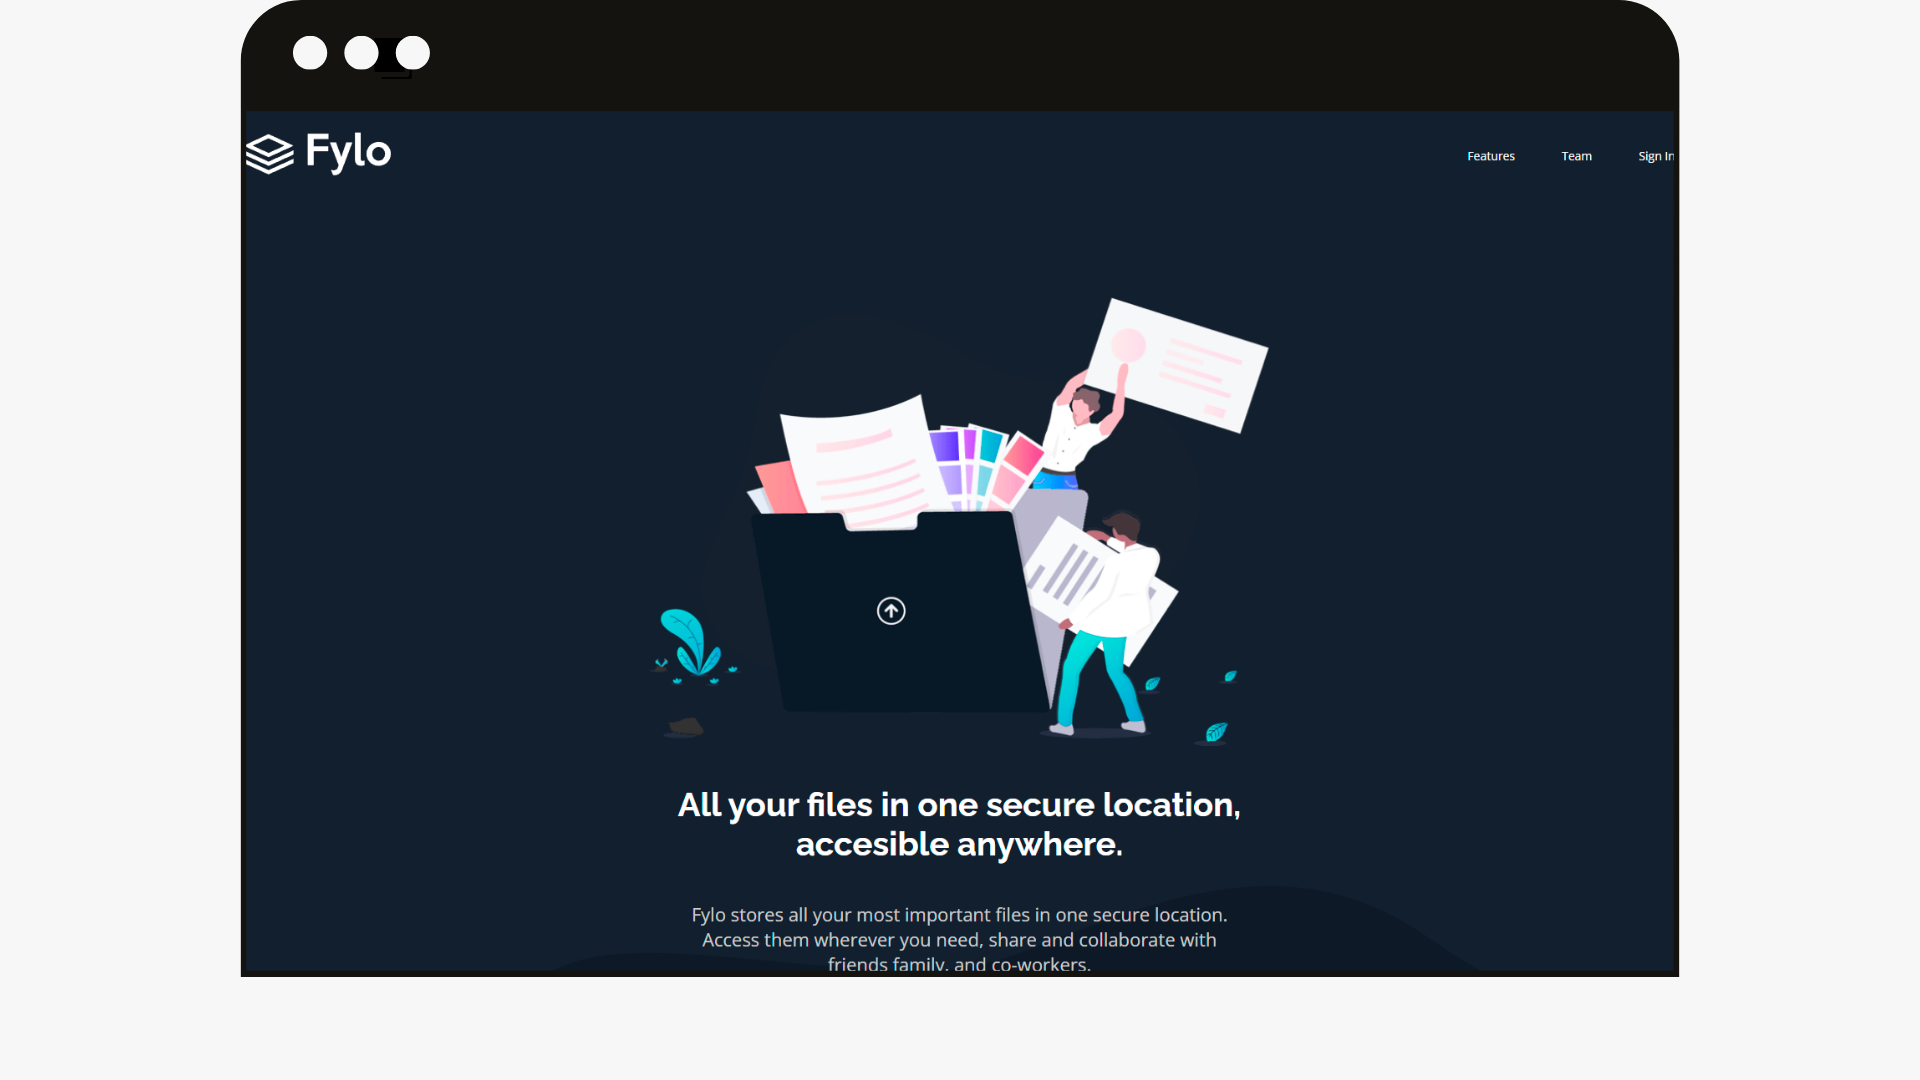 Fylo
Features Team Sign In
All your files in one secure location,
accesible anywhere.
Fylo stores all your most important files in one secure location.
Access them wherever you need, share and collaborate with
friends family, and co-workers.